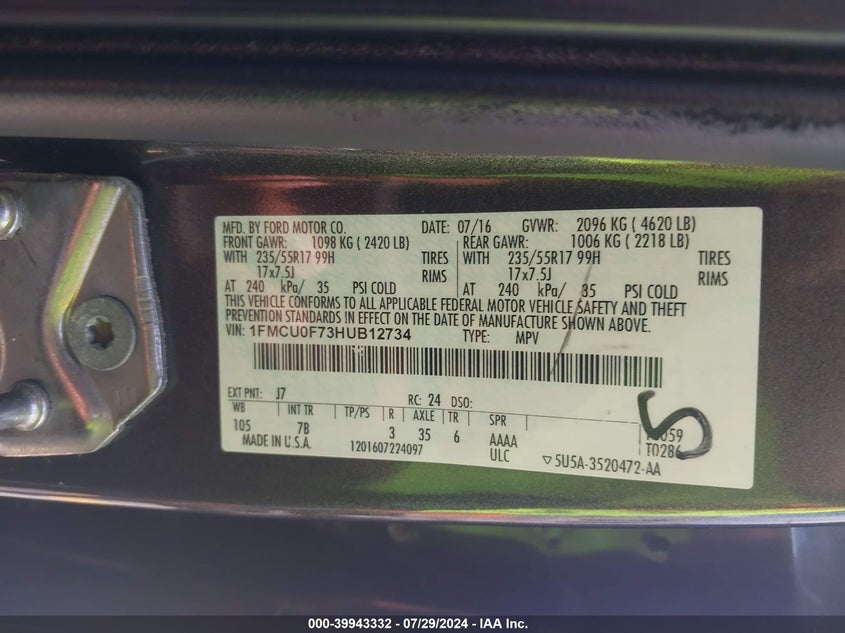 MFD. BY FORD MOTOR CO. DATE: 07/16 GVWR: 2096 KG ( 4620 LB)
FRONT GAWR: 1098 KG ( 2420 LB) REAR GAWR: 1006 KG ( 2218 LB)
WITH 235/55R17 99H TIRES WITH 235/55R17 99H TIRES
17x7.5J RIMS 17x7.5J RIMS
AT 240 kPa/ 35 PSI COLD AT 240 kPa/ 35 PSI COLD
THIS VEHICLE CONFORMS TO ALL APPLICABLE FEDERAL MOTOR VEHICLE SAFETY AND THEFT
PREVENTION STANDARDS IN EFFECT ON THE DATE OF MANUFACTURE SHOWN ABOVE.
VIN: 1FMCU0F73HUB12734 TYPE: MPV
EXT PNT: J7 RC: 24 DSO:
WB INT TR TP/PS R AXLE TR SPR
105 7B 3 35 6 AAAA
MADE IN U.S.A. 1201607224097 ULC T0286
▽5U5A-3520472-AA
5
000-39943332 - 07/29/2024 - IAA Inc.